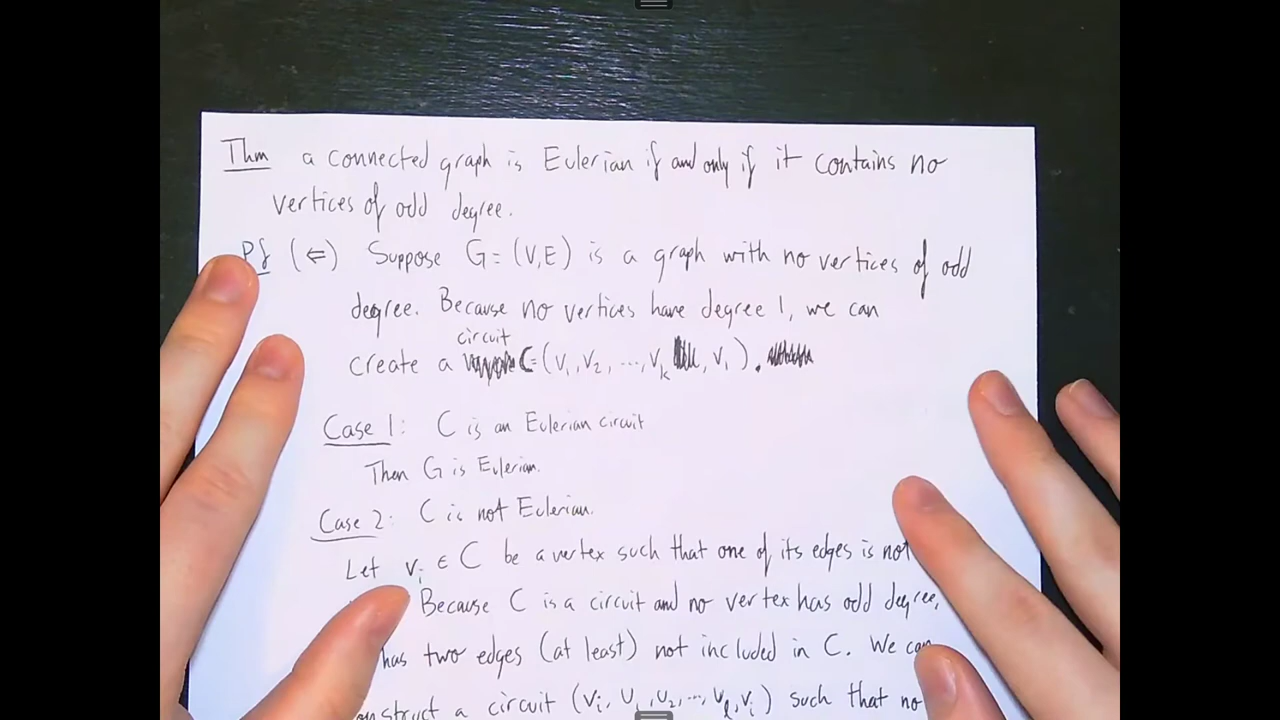 Thm a connected graph is Eulerian if and only if it contains no
vertices of odd degree.
Pf (⇐) Suppose G = (V,E) is a graph with no vertices of odd
degree. Because no vertices have degree 1, we can
circuit
create a C=(v₁,v₂, ..., vₖ, v₁).
Case 1: C is an Eulerian circuit
Then G is Eulerian.
Case 2: C is not Eulerian.
Let vᵢ ∈ C be a vertex such that one of its edges is not
Because C is a circuit and no vertex has odd degree,
has two edges (at least) not included in C. We can
a circuit (vᵢ, u₁, u₂, ..., uₗ, vᵢ) such that no